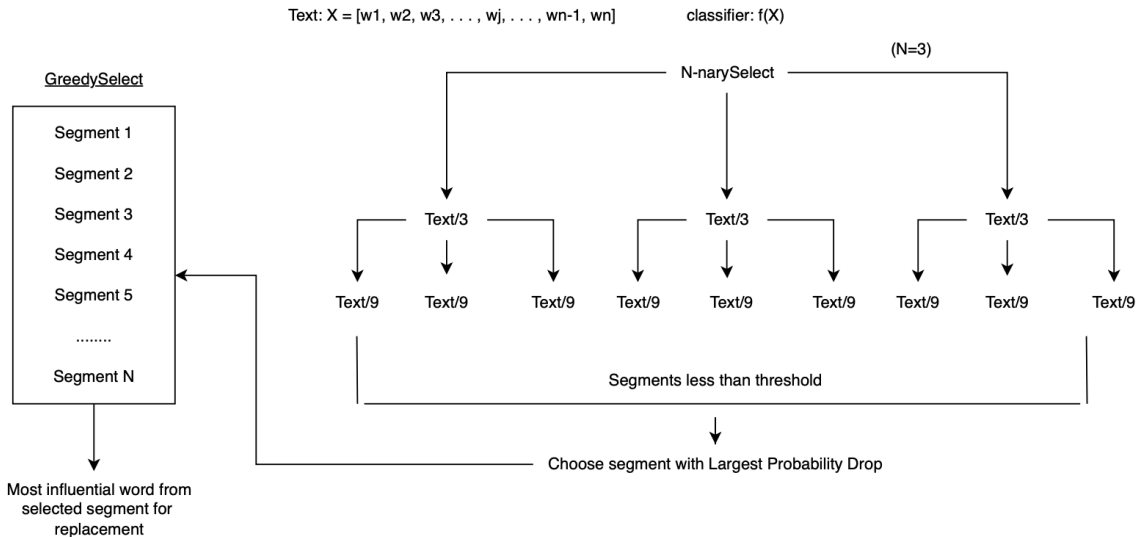 Text: X = [w1, w2, w3, . . . , wj, . . . , wn-1, wn] classifier: f(X)
(N=3)
N-narySelect
GreedySelect
Segment 1
Segment 2
Segment 3
Segment 4
Segment 5
........
Segment N
Most influential word from
selected segment for
replacement
Text/3 Text/3 Text/3
Text/9 Text/9 Text/9 Text/9 Text/9 Text/9 Text/9 Text/9 Text/9
Segments less than threshold
Choose segment with Largest Probability Drop